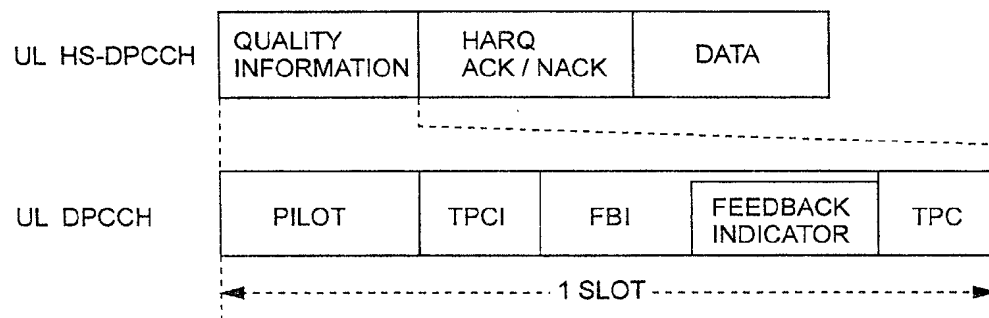 UL HS-DPCCH
QUALITY
INFORMATION
HARQ
ACK / NACK
DATA
UL DPCCH
PILOT
TPCI
FBI
FEEDBACK
INDICATOR
TPC
1 SLOT